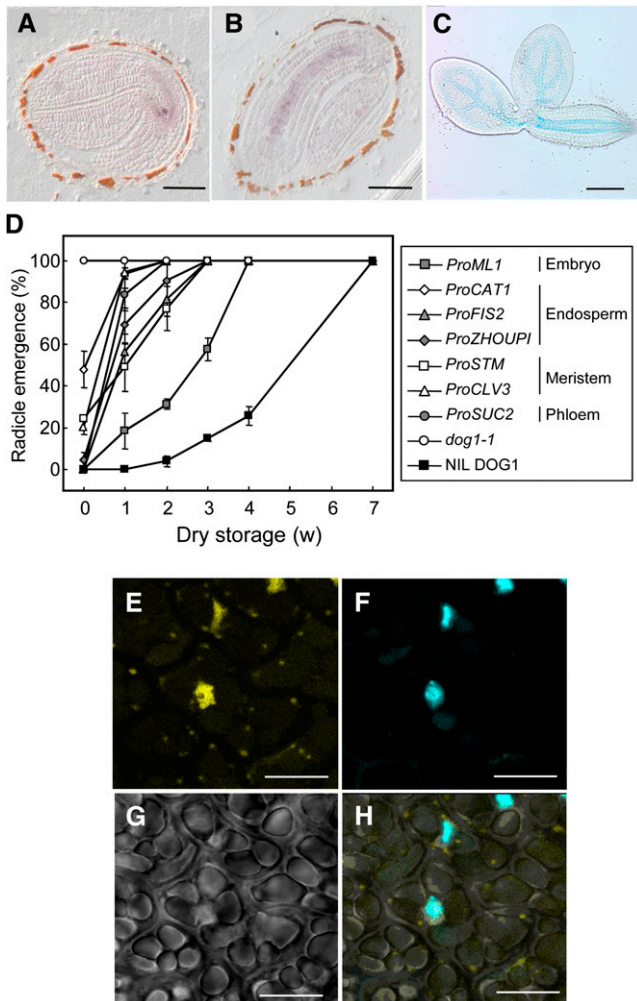 A
B
C
D
Radicle emergence (%)
100
80
60
40
20
0
0 1 2 3 4 5 6 7
Dry storage (w)
ProML1 Embryo
ProCAT1
ProFIS2 Endosperm
ProZHOUPI
ProSTM
ProCLV3 Meristem
ProSUC2 Phloem
dog1-1
NIL DOG1
E
F
G
H